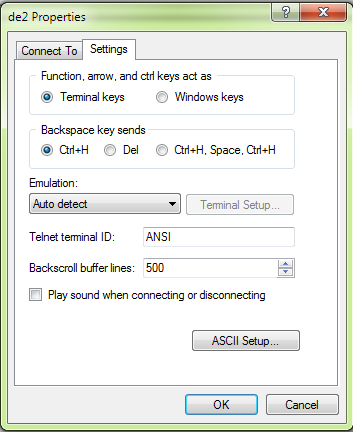 de2 Properties
Connect To Settings
Function, arrow, and ctrl keys act as
Terminal keys Windows keys
Backspace key sends
Ctrl+H Del Ctrl+H, Space, Ctrl+H
Emulation:
Auto detect Terminal Setup...
Telnet terminal ID: ANSI
Backscroll buffer lines: 500
Play sound when connecting or disconnecting
ASCII Setup...
OK Cancel